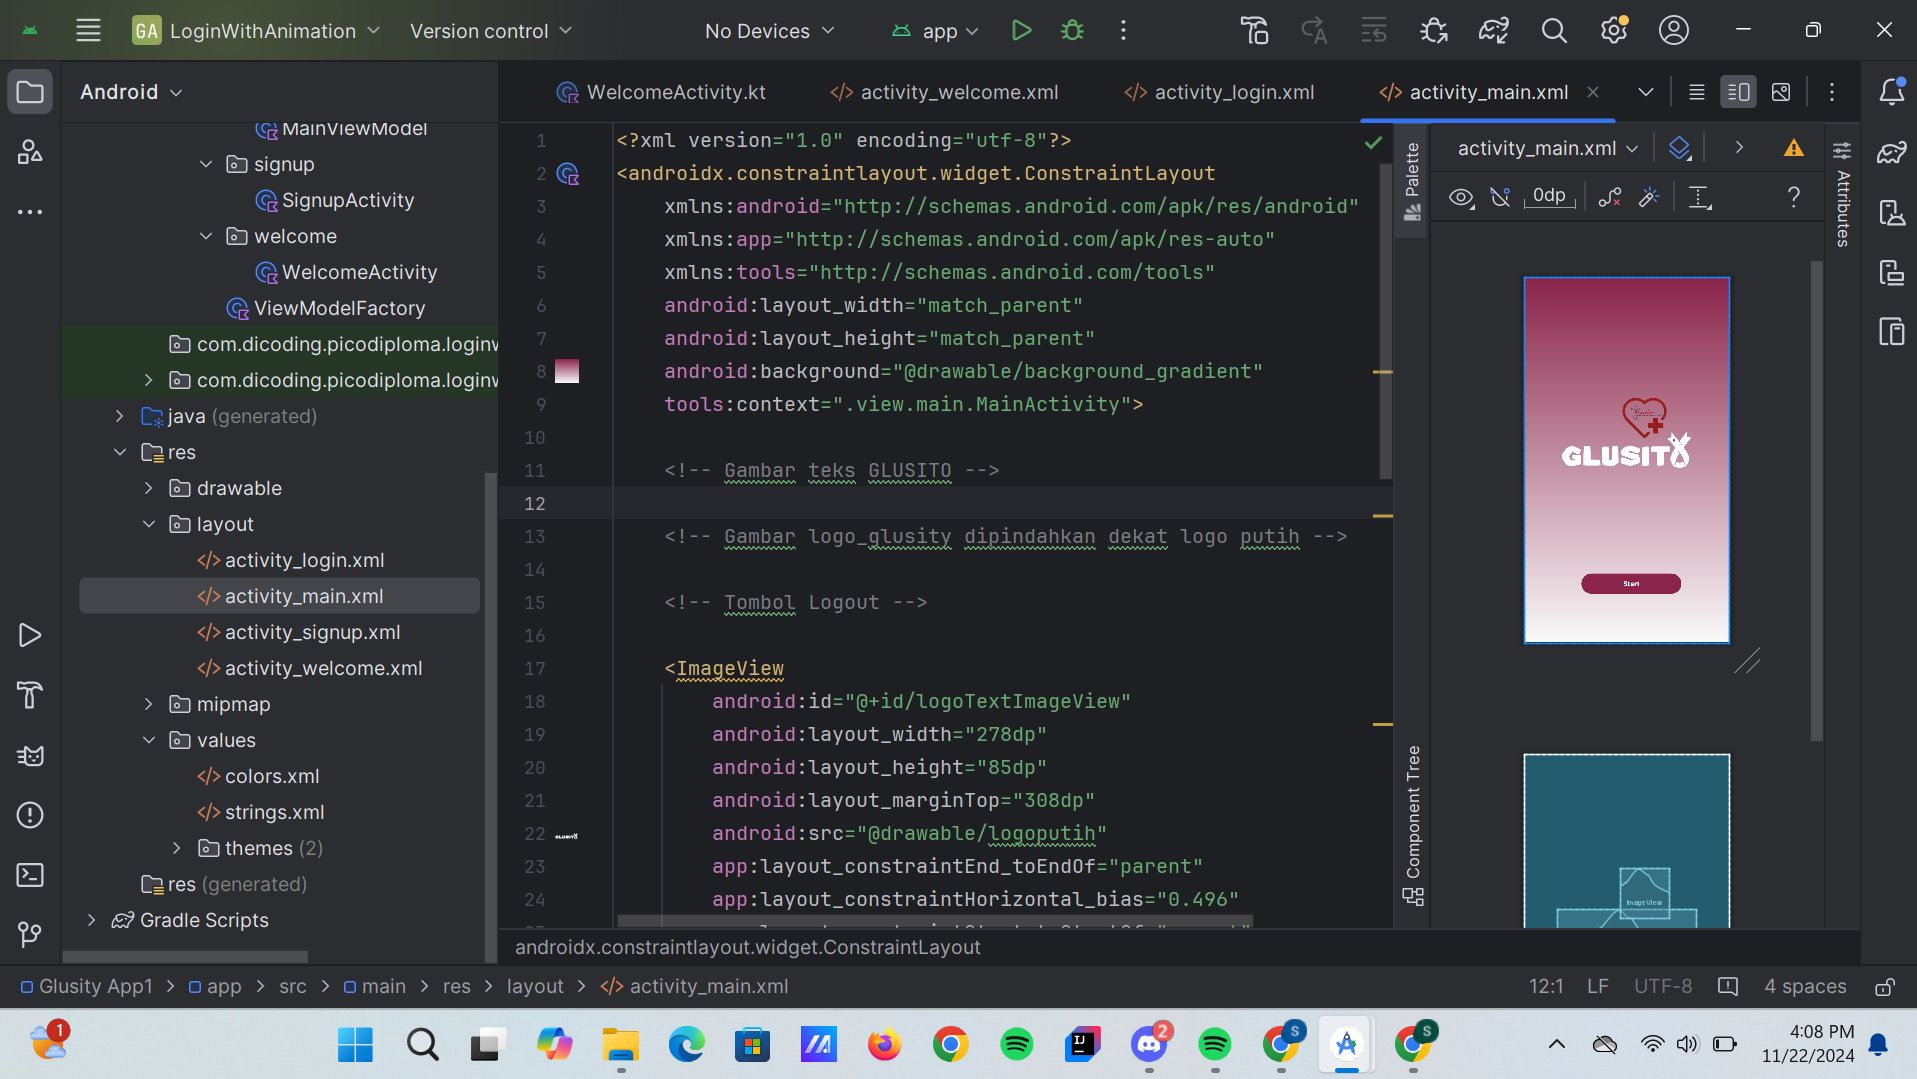 GA LoginWithAnimation Version control No Devices app
Android
MainViewModel
signup
SignupActivity
welcome
WelcomeActivity
ViewModelFactory
com.dicoding.picodiploma.loginw
com.dicoding.picodiploma.loginw
java (generated)
res
drawable
layout
activity_login.xml
activity_main.xml
activity_signup.xml
activity_welcome.xml
mipmap
values
colors.xml
strings.xml
themes (2)
res (generated)
Gradle Scripts
WelcomeActivity.kt activity_welcome.xml activity_login.xml activity_main.xml
1 <?xml version="1.0" encoding="utf-8"?>
2 <androidx.constraintlayout.widget.ConstraintLayout
3 xmlns:android="http://schemas.android.com/apk/res/android"
4 xmlns:app="http://schemas.android.com/apk/res-auto"
5 xmlns:tools="http://schemas.android.com/tools"
6 android:layout_width="match_parent"
7 android:layout_height="match_parent"
8 android:background="@drawable/background_gradient"
9 tools:context=".view.main.MainActivity">
10
11 <!-- Gambar teks GLUSITO -->
12
13 <!-- Gambar logo_glusity dipindahkan dekat logo putih -->
14
15 <!-- Tombol Logout -->
16
17 <ImageView
18 android:id="@+id/logoTextImageView"
19 android:layout_width="278dp"
20 android:layout_height="85dp"
21 android:layout_marginTop="308dp"
22 android:src="@drawable/logoputih"
23 app:layout_constraintEnd_toEndOf="parent"
24 app:layout_constraintHorizontal_bias="0.496"
androidx.constraintlayout.widget.ConstraintLayout
Palette
Component Tree
activity_main.xml
0dp
?
Attributes
GLUSITO
Start
ImageView
Glusity App1 > app > src > main > res > layout > activity_main.xml
12:1 LF UTF-8 4 spaces
1
IJ
2
S
S
4:08 PM
11/22/2024